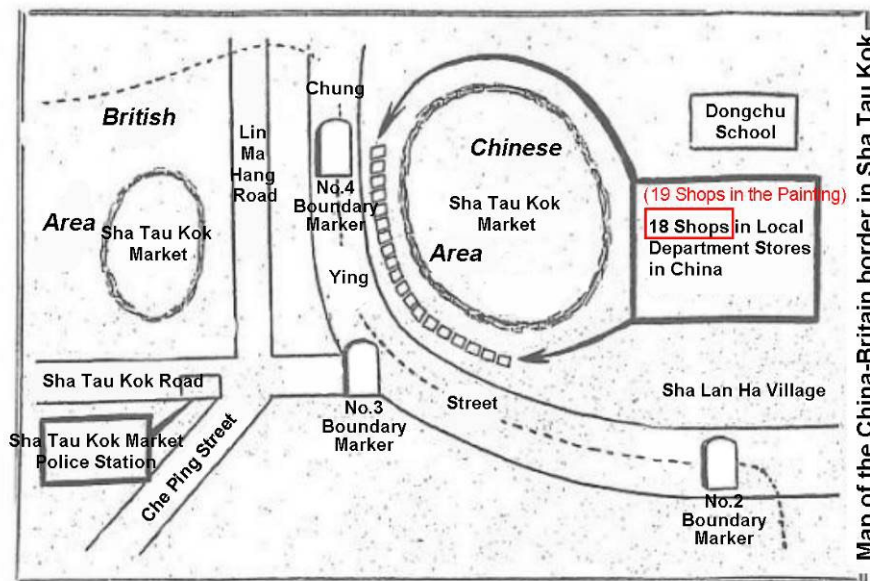 Map of the China-Britain border in Sha Tau Kok
British
Area
Sha Tau Kok
Market
Lin
Ma
Hang
Road
Chung
No.4
Boundary
Marker
Ying
Street
Chinese
Sha Tau Kok
Market
Area
Dongchu
School
(19 Shops in the Painting)
18 Shops in Local
Department Stores
in China
Sha Lan Ha Village
Sha Tau Kok Road
No.3
Boundary
Marker
Sha Tau Kok Market
Police Station
Che Ping Street
No.2
Boundary
Marker